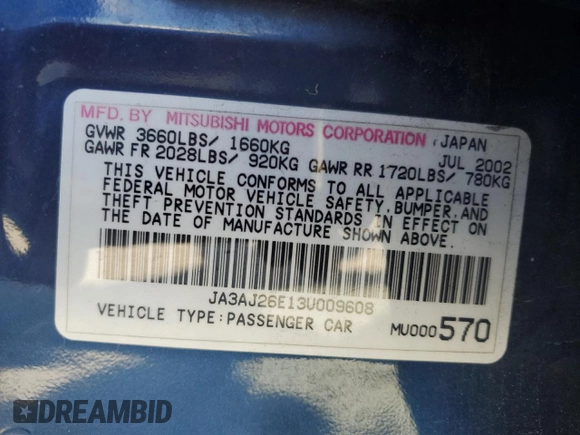 MFD. BY MITSUBISHI MOTORS CORPORATION, JAPAN
GVWR 3660LBS/ 1660KG JUL 2002
GAWR FR 2028LBS/ 920KG GAWR RR 1720LBS/ 780KG
THIS VEHICLE CONFORMS TO ALL APPLICABLE
FEDERAL MOTOR VEHICLE SAFETY, BUMPER, AND
THEFT PREVENTION STANDARDS IN EFFECT ON
THE DATE OF MANUFACTURE SHOWN ABOVE.
JA3AJ26E13U009608
VEHICLE TYPE:PASSENGER CAR MU000570
DREAMBID